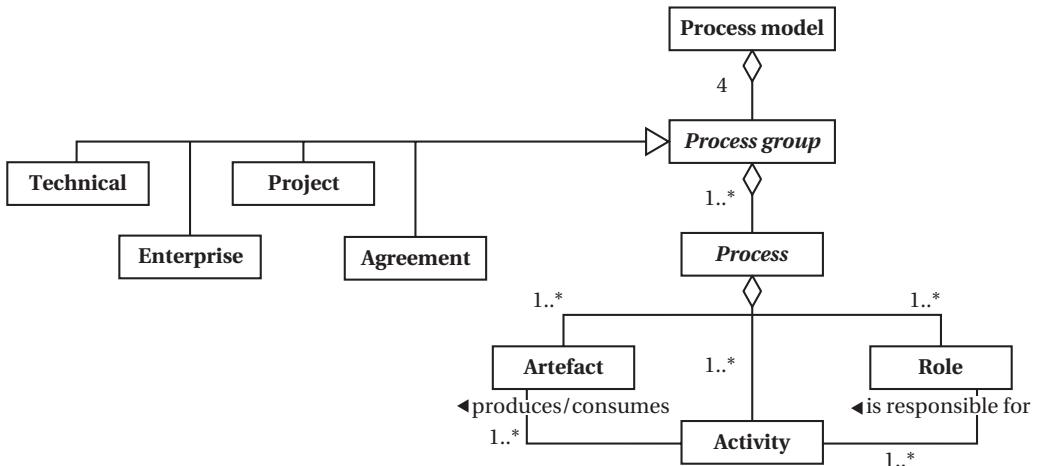 Process model
4
Process group
Technical
Project
1..*
Enterprise
Agreement
Process
1..*
1..*
Artefact
1..*
Role
◄ produces/consumes
◄ is responsible for
1..*
Activity
1..*